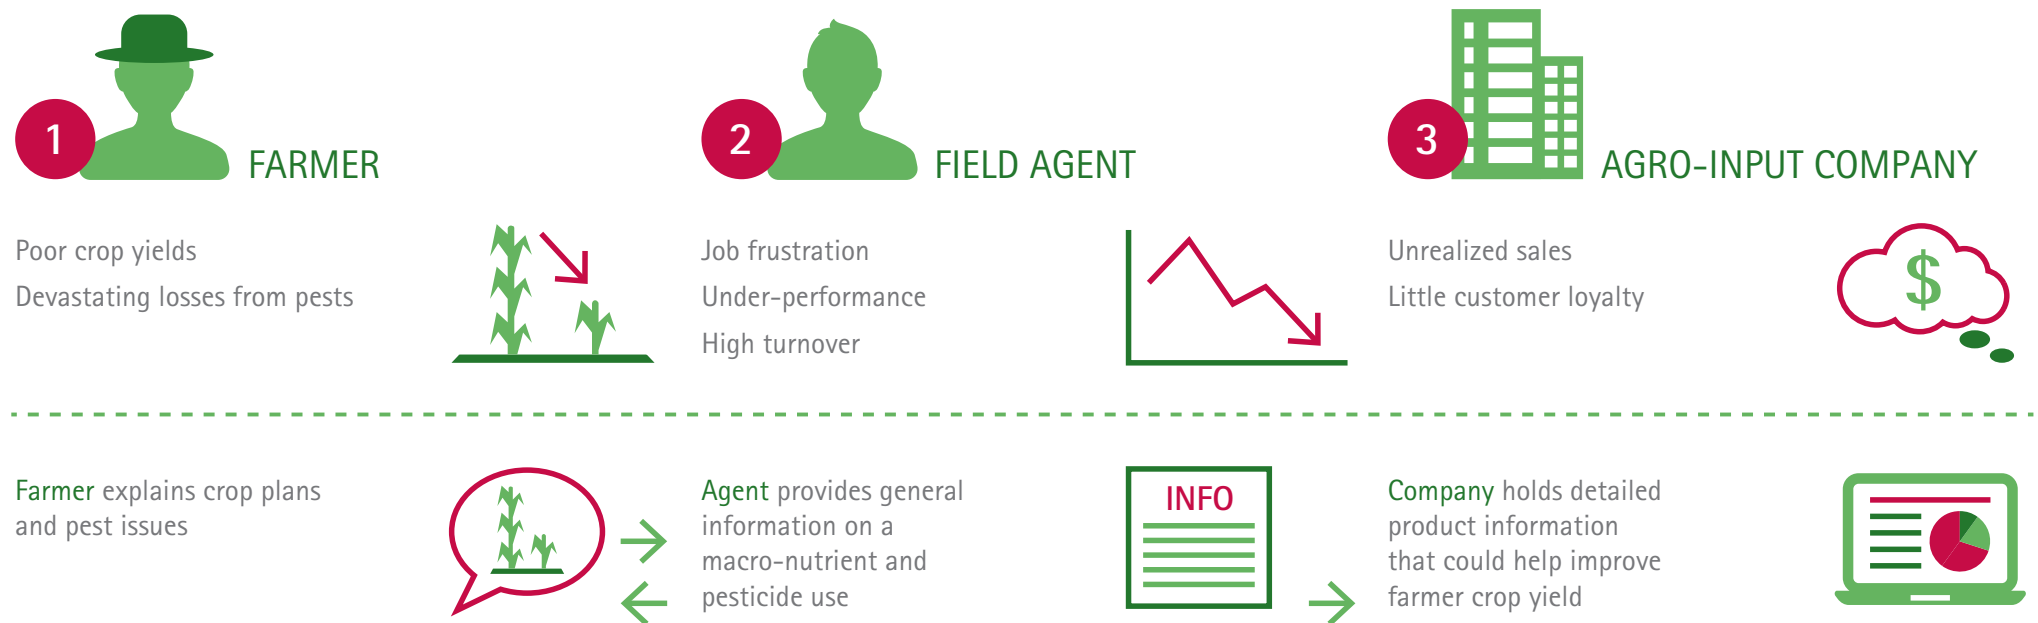 1
FARMER
Poor crop yields
Devastating losses from pests
2
FIELD AGENT
Job frustration
Under-performance
High turnover
3
AGRO-INPUT COMPANY
Unrealized sales
Little customer loyalty
$
Farmer explains crop plans
and pest issues
Agent provides general
information on a
macro-nutrient and
pesticide use
INFO
Company holds detailed
product information
that could help improve
farmer crop yield